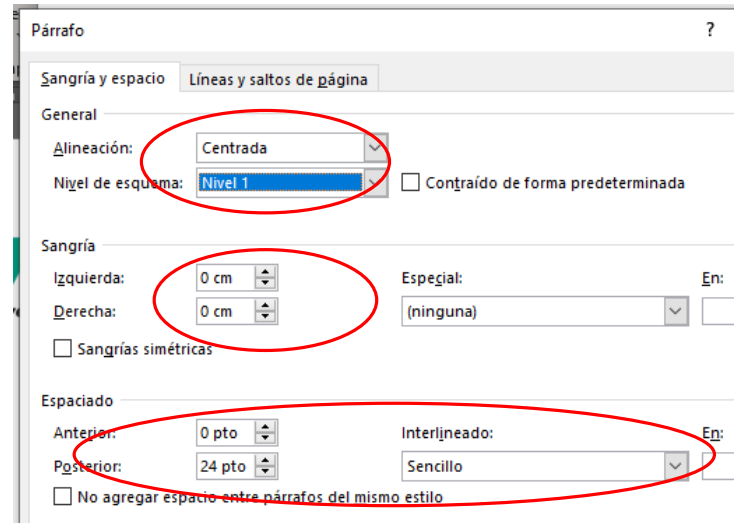 Párrafo ?
Sangría y espacio Líneas y saltos de página
General
Alineación: Centrada
Nivel de esquema: Nivel 1 Contraído de forma predeterminada
Sangría
Izquierda: 0 cm Especial: En:
Derecha: 0 cm (ninguna)
Sangrías simétricas
Espaciado
Anterior: 0 pto Interlineado: En:
Posterior: 24 pto Sencillo
No agregar espacio entre párrafos del mismo estilo